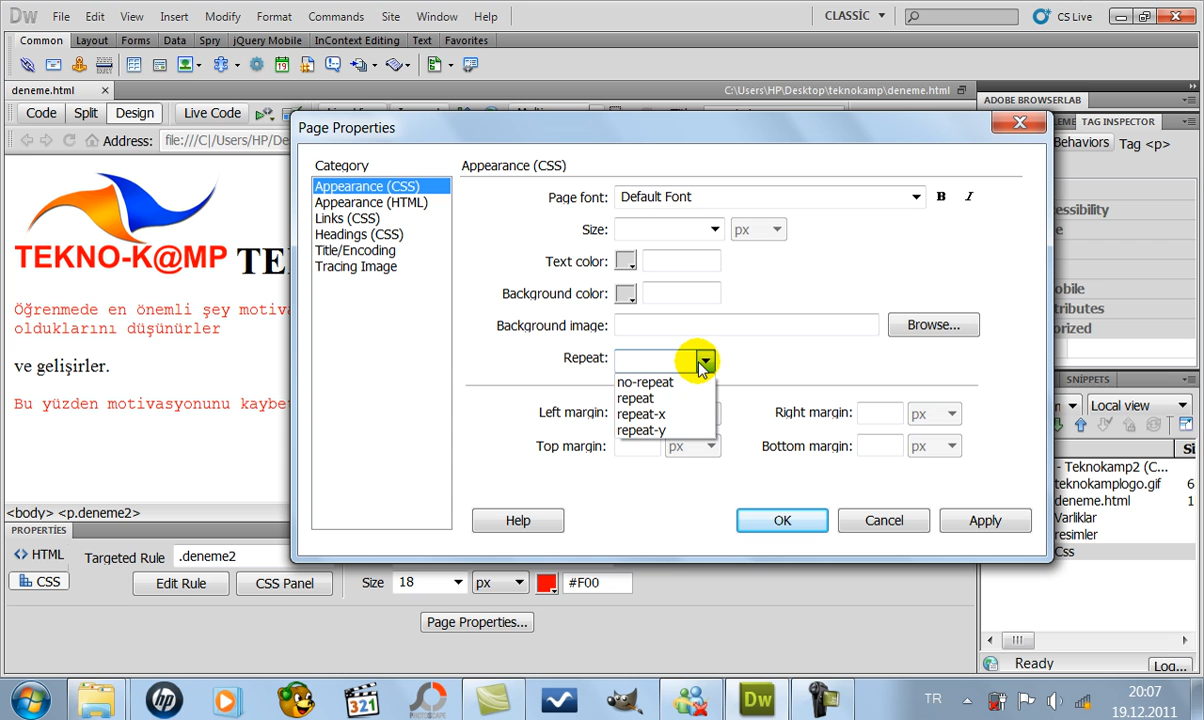 Dw File Edit View Insert Modify Format Commands Site Window Help CLASSİC CS Live
Common Layout Forms Data Spry jQuery Mobile InContext Editing Text Favorites
deneme.html C:\Users\HP\Desktop\teknokamp\deneme.html
ADOBE BROWSERLAB
Code Split Design Live Code
Address: file:///C|/Users/HP/De
TAG INSPECTOR
Behaviors Tag <p>
Page Properties
Category
Appearance (CSS)
Appearance (HTML)
Links (CSS)
Headings (CSS)
Title/Encoding
Tracing Image
Appearance (CSS)
Page font: Default Font B I
Size: px
Text color:
Background color:
Background image: Browse...
Repeat:
no-repeat
repeat
repeat-x
repeat-y
Left margin: Right margin: px
Top margin: px Bottom margin: px
Help OK Cancel Apply
TEKNO-K@MP TE
Öğrenmede en önemli şey motiva
olduklarını düşünürler
ve gelişirler.
Bu yüzden motivasyonunu kaybet
<body> <p.deneme2>
PROPERTIES
HTML Targeted Rule .deneme2
CSS Edit Rule CSS Panel Size 18 px #F00
Page Properties...
SNIPPETS
Local view
- Teknokamp2 (C...
teknokamplogo.gif 6
deneme.html 1
Varliklar
resimler
Css
Ready Log...
321
Dw
TR 20:07
19.12.2011